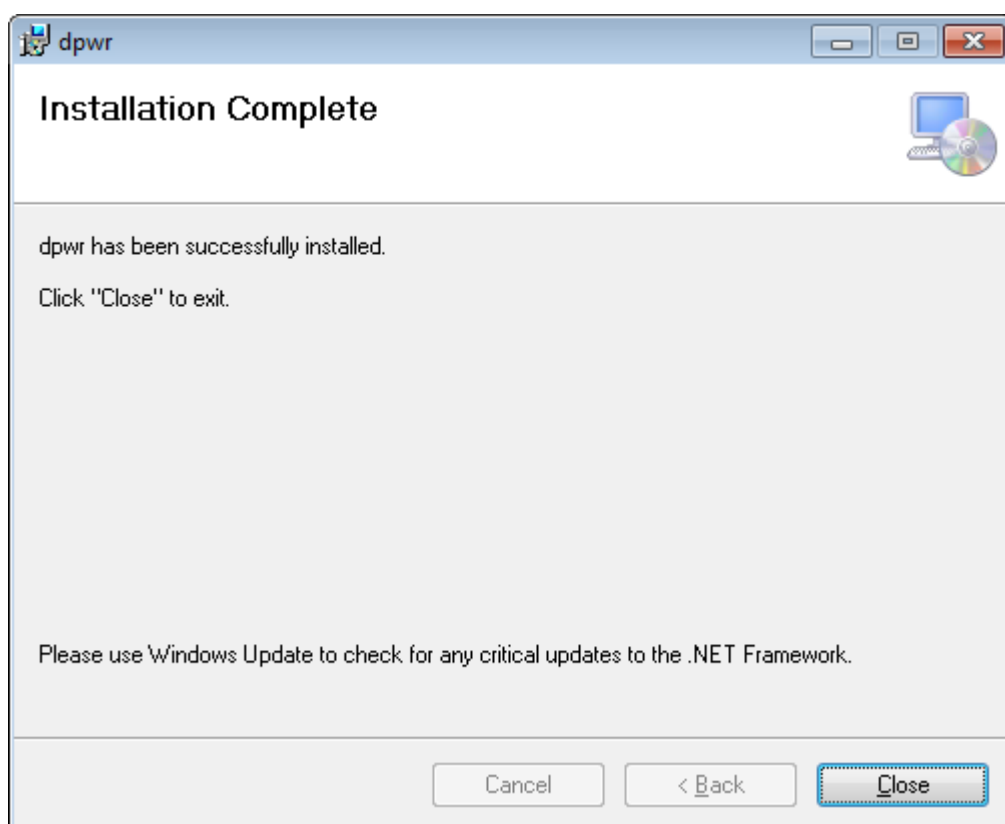 dpwr
Installation Complete
dpwr has been successfully installed.
Click "Close" to exit.
Please use Windows Update to check for any critical updates to the .NET Framework.
Cancel
< Back
Close